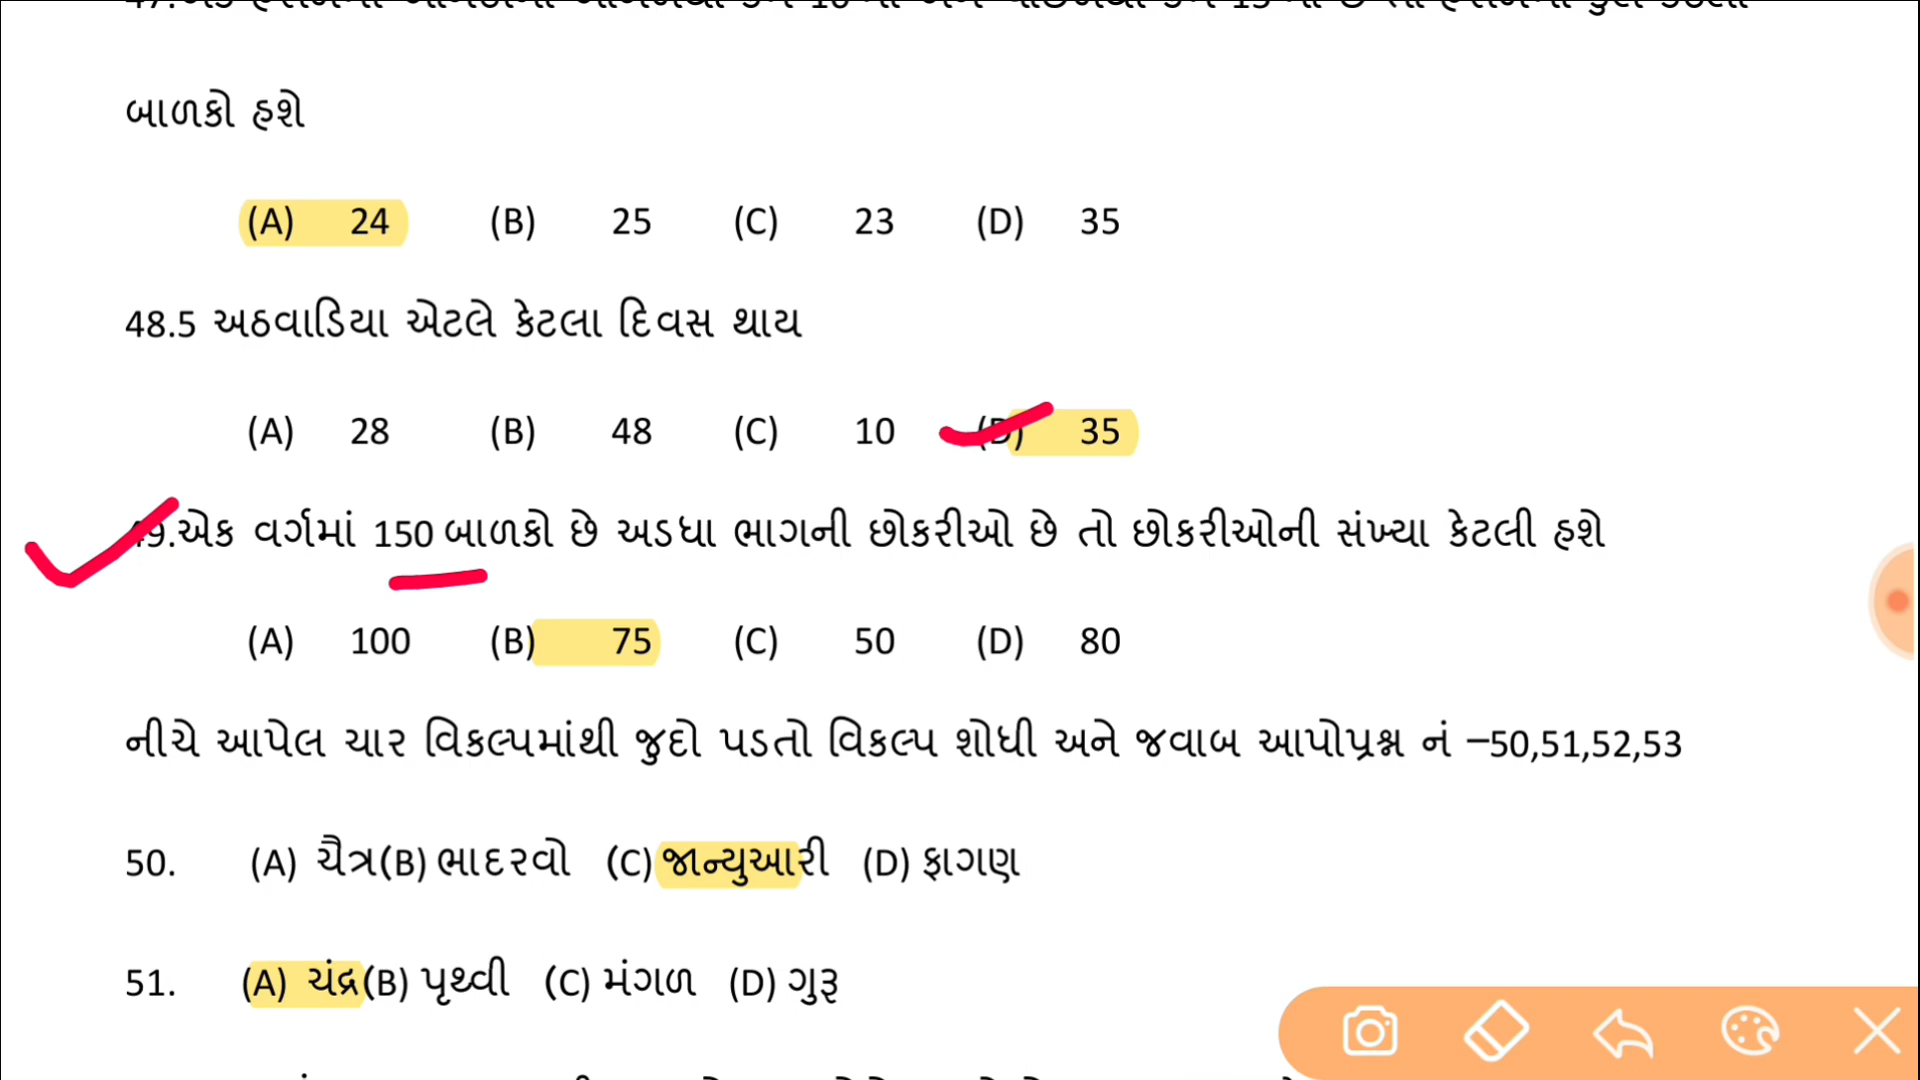 બાળકો હશે
(A) 24 (B) 25 (C) 23 (D) 35
48.5 અઠવાડિયા એટલે કેટલા દિવસ થાય
(A) 28 (B) 48 (C) 10 (D) 35
49.એક વર્ગમાં 150 બાળકો છે અડધા ભાગની છોકરીઓ છે તો છોકરીઓની સંખ્યા કેટલી હશે
(A) 100 (B) 75 (C) 50 (D) 80
નીચે આપેલ ચાર વિકલ્પમાંથી જુદો પડતો વિકલ્પ શોધી અને જવાબ આપોપ્રશ્ન નં –50,51,52,53
50. (A) ચૈત્ર(B) ભાદરવો (C) જાન્યુઆરી (D) ફાગણ
51. (A) ચંદ્ર(B) પૃથ્વી (C) મંગળ (D) ગુરૂ